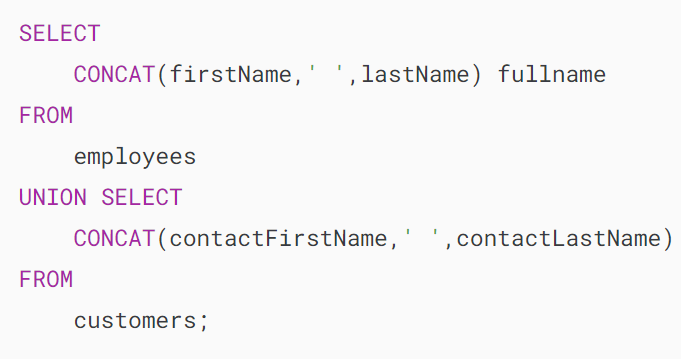 SELECT
    CONCAT(firstName,' ',lastName) fullname
FROM
    employees
UNION SELECT
    CONCAT(contactFirstName,' ',contactLastName)
FROM
    customers;